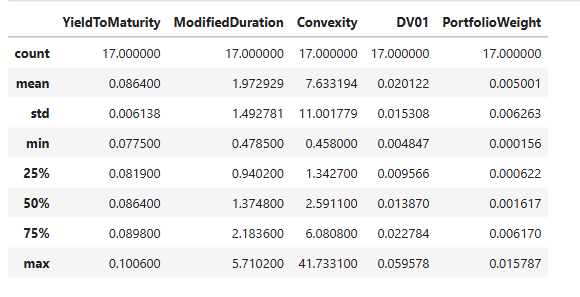 YieldToMaturity ModifiedDuration Convexity DV01 PortfolioWeight
count 17.000000 17.000000 17.000000 17.000000 17.000000
mean 0.086400 1.972929 7.633194 0.020122 0.005001
std 0.006138 1.492781 11.001779 0.015308 0.006263
min 0.077500 0.478500 0.458000 0.004847 0.000156
25% 0.081900 0.940200 1.342700 0.009566 0.000622
50% 0.086400 1.374800 2.591100 0.013870 0.001617
75% 0.089800 2.183600 6.080800 0.022784 0.006170
max 0.100600 5.710200 41.733100 0.059578 0.015787